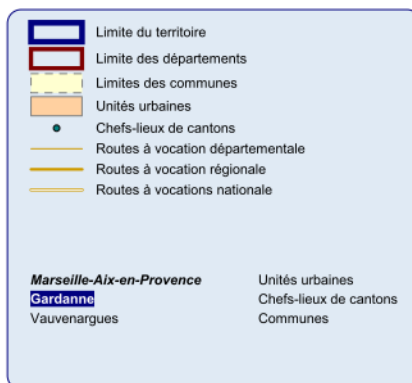 Limite du territoire
Limite des départements
Limites des communes
Unités urbaines
Chefs-lieux de cantons
Routes à vocation départementale
Routes à vocation régionale
Routes à vocations nationale
Marseille-Aix-en-Provence Unités urbaines
Gardanne Chefs-lieux de cantons
Vauvenargues Communes